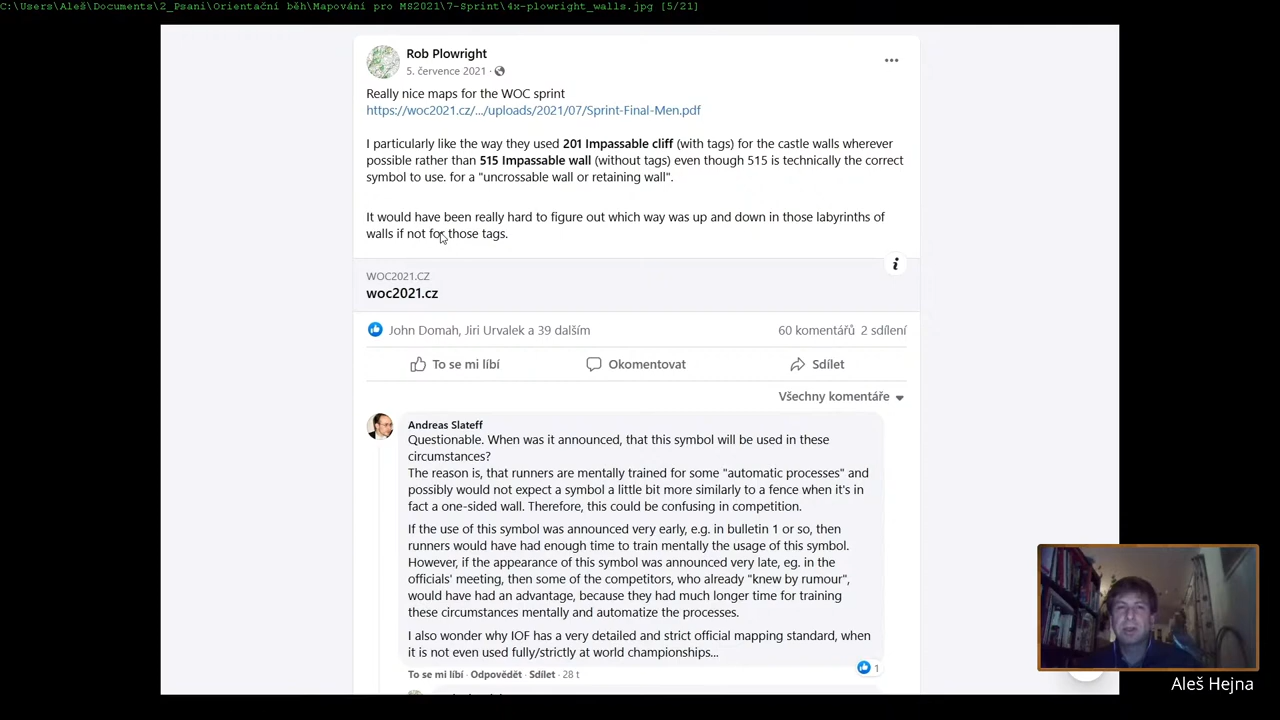 C:\Users\Aleš\Documents\2_Psani\Orientační běh\Mapování pro MS2021\7-Sprint\4x-plowright_walls.jpg [5/21]
Rob Plowright
5. července 2021 ·
Really nice maps for the WOC sprint
https://woc2021.cz/.../uploads/2021/07/Sprint-Final-Men.pdf
I particularly like the way they used 201 Impassable cliff (with tags) for the castle walls wherever
possible rather than 515 Impassable wall (without tags) even though 515 is technically the correct
symbol to use. for a "uncrossable wall or retaining wall".
It would have been really hard to figure out which way was up and down in those labyrinths of
walls if not for those tags.
WOC2021.CZ
woc2021.cz
John Domah, Jiri Urvalek a 39 dalším
60 komentářů 2 sdílení
To se mi líbí
Okomentovat
Sdílet
Všechny komentáře
Andreas Slateff
Questionable. When was it announced, that this symbol will be used in these
circumstances?
The reason is, that runners are mentally trained for some "automatic processes" and
possibly would not expect a symbol a little bit more similarly to a fence when it's in
fact a one-sided wall. Therefore, this could be confusing in competition.
If the use of this symbol was announced very early, e.g. in bulletin 1 or so, then
runners would have had enough time to train mentally the usage of this symbol.
However, if the appearance of this symbol was announced very late, eg. in the
officials' meeting, then some of the competitors, who already "knew by rumour",
would have had an advantage, because they had much longer time for training
these circumstances mentally and automatize the processes.
I also wonder why IOF has a very detailed and strict official mapping standard, when
it is not even used fully/strictly at world championships...
1
To se mi líbí · Odpovědět · Sdílet · 28 t
Aleš Hejna